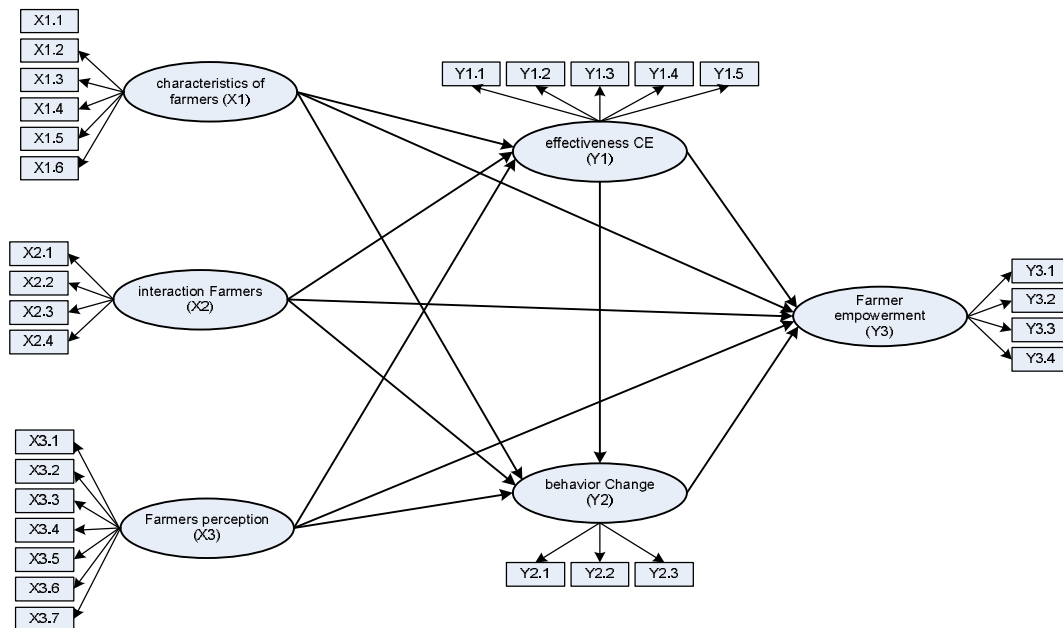 X1.1
X1.2
X1.3
X1.4
X1.5
X1.6
characteristics of
farmers (X1)
Y1.1
Y1.2
Y1.3
Y1.4
Y1.5
effectiveness CE
(Y1)
X2.1
X2.2
X2.3
X2.4
interaction Farmers
(X2)
Farmer
empowerment
(Y3)
Y3.1
Y3.2
Y3.3
Y3.4
X3.1
X3.2
X3.3
X3.4
X3.5
X3.6
X3.7
Farmers perception
(X3)
behavior Change
(Y2)
Y2.1
Y2.2
Y2.3